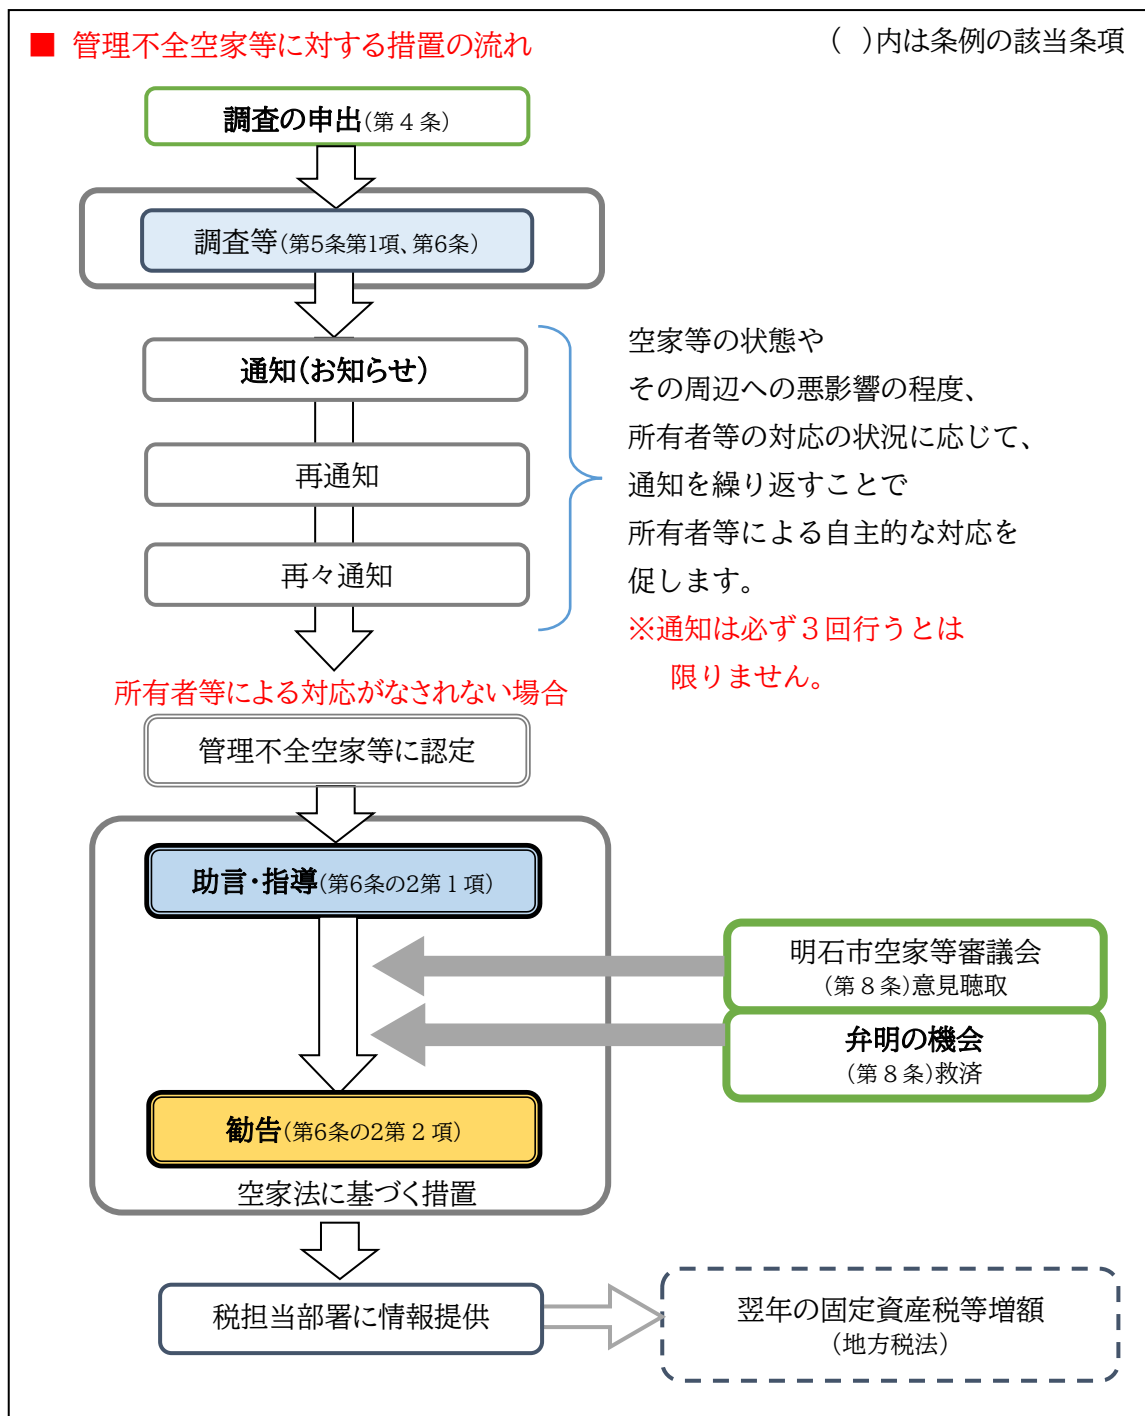 ■ 管理不全空家等に対する措置の流れ
（ ）内は条例の該当条項
調査の申出(第４条)
調査等(第5条第1項、第6条)
通知(お知らせ)
再通知
再々通知
空家等の状態や
その周辺への悪影響の程度、
所有者等の対応の状況に応じて、
通知を繰り返すことで
所有者等による自主的な対応を
促します。
※通知は必ず３回行うとは
限りません。
所有者等による対応がなされない場合
管理不全空家等に認定
助言・指導(第6条の2第１項)
明石市空家等審議会
(第８条)意見聴取
弁明の機会
(第８条)救済
勧告(第6条の2第２項)
空家法に基づく措置
税担当部署に情報提供
翌年の固定資産税等増額
(地方税法)